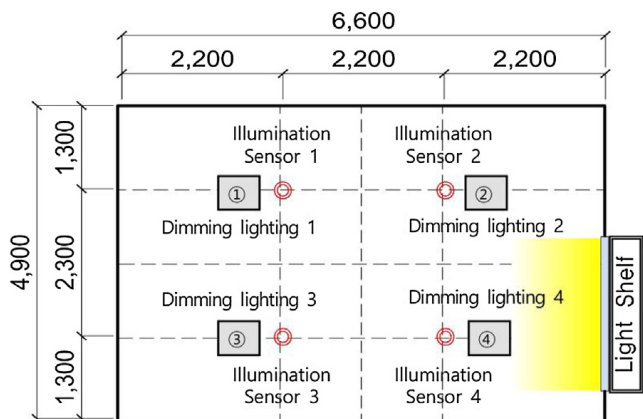 6,600
2,200
2,200
2,200
4,900
1,300
2,300
1,300
Illumination
Sensor 1
Illumination
Sensor 2
①
②
Dimming lighting 1
Dimming lighting 2
Dimming lighting 3
Dimming lighting 4
③
④
Illumination
Sensor 3
Illumination
Sensor 4
Light Shelf